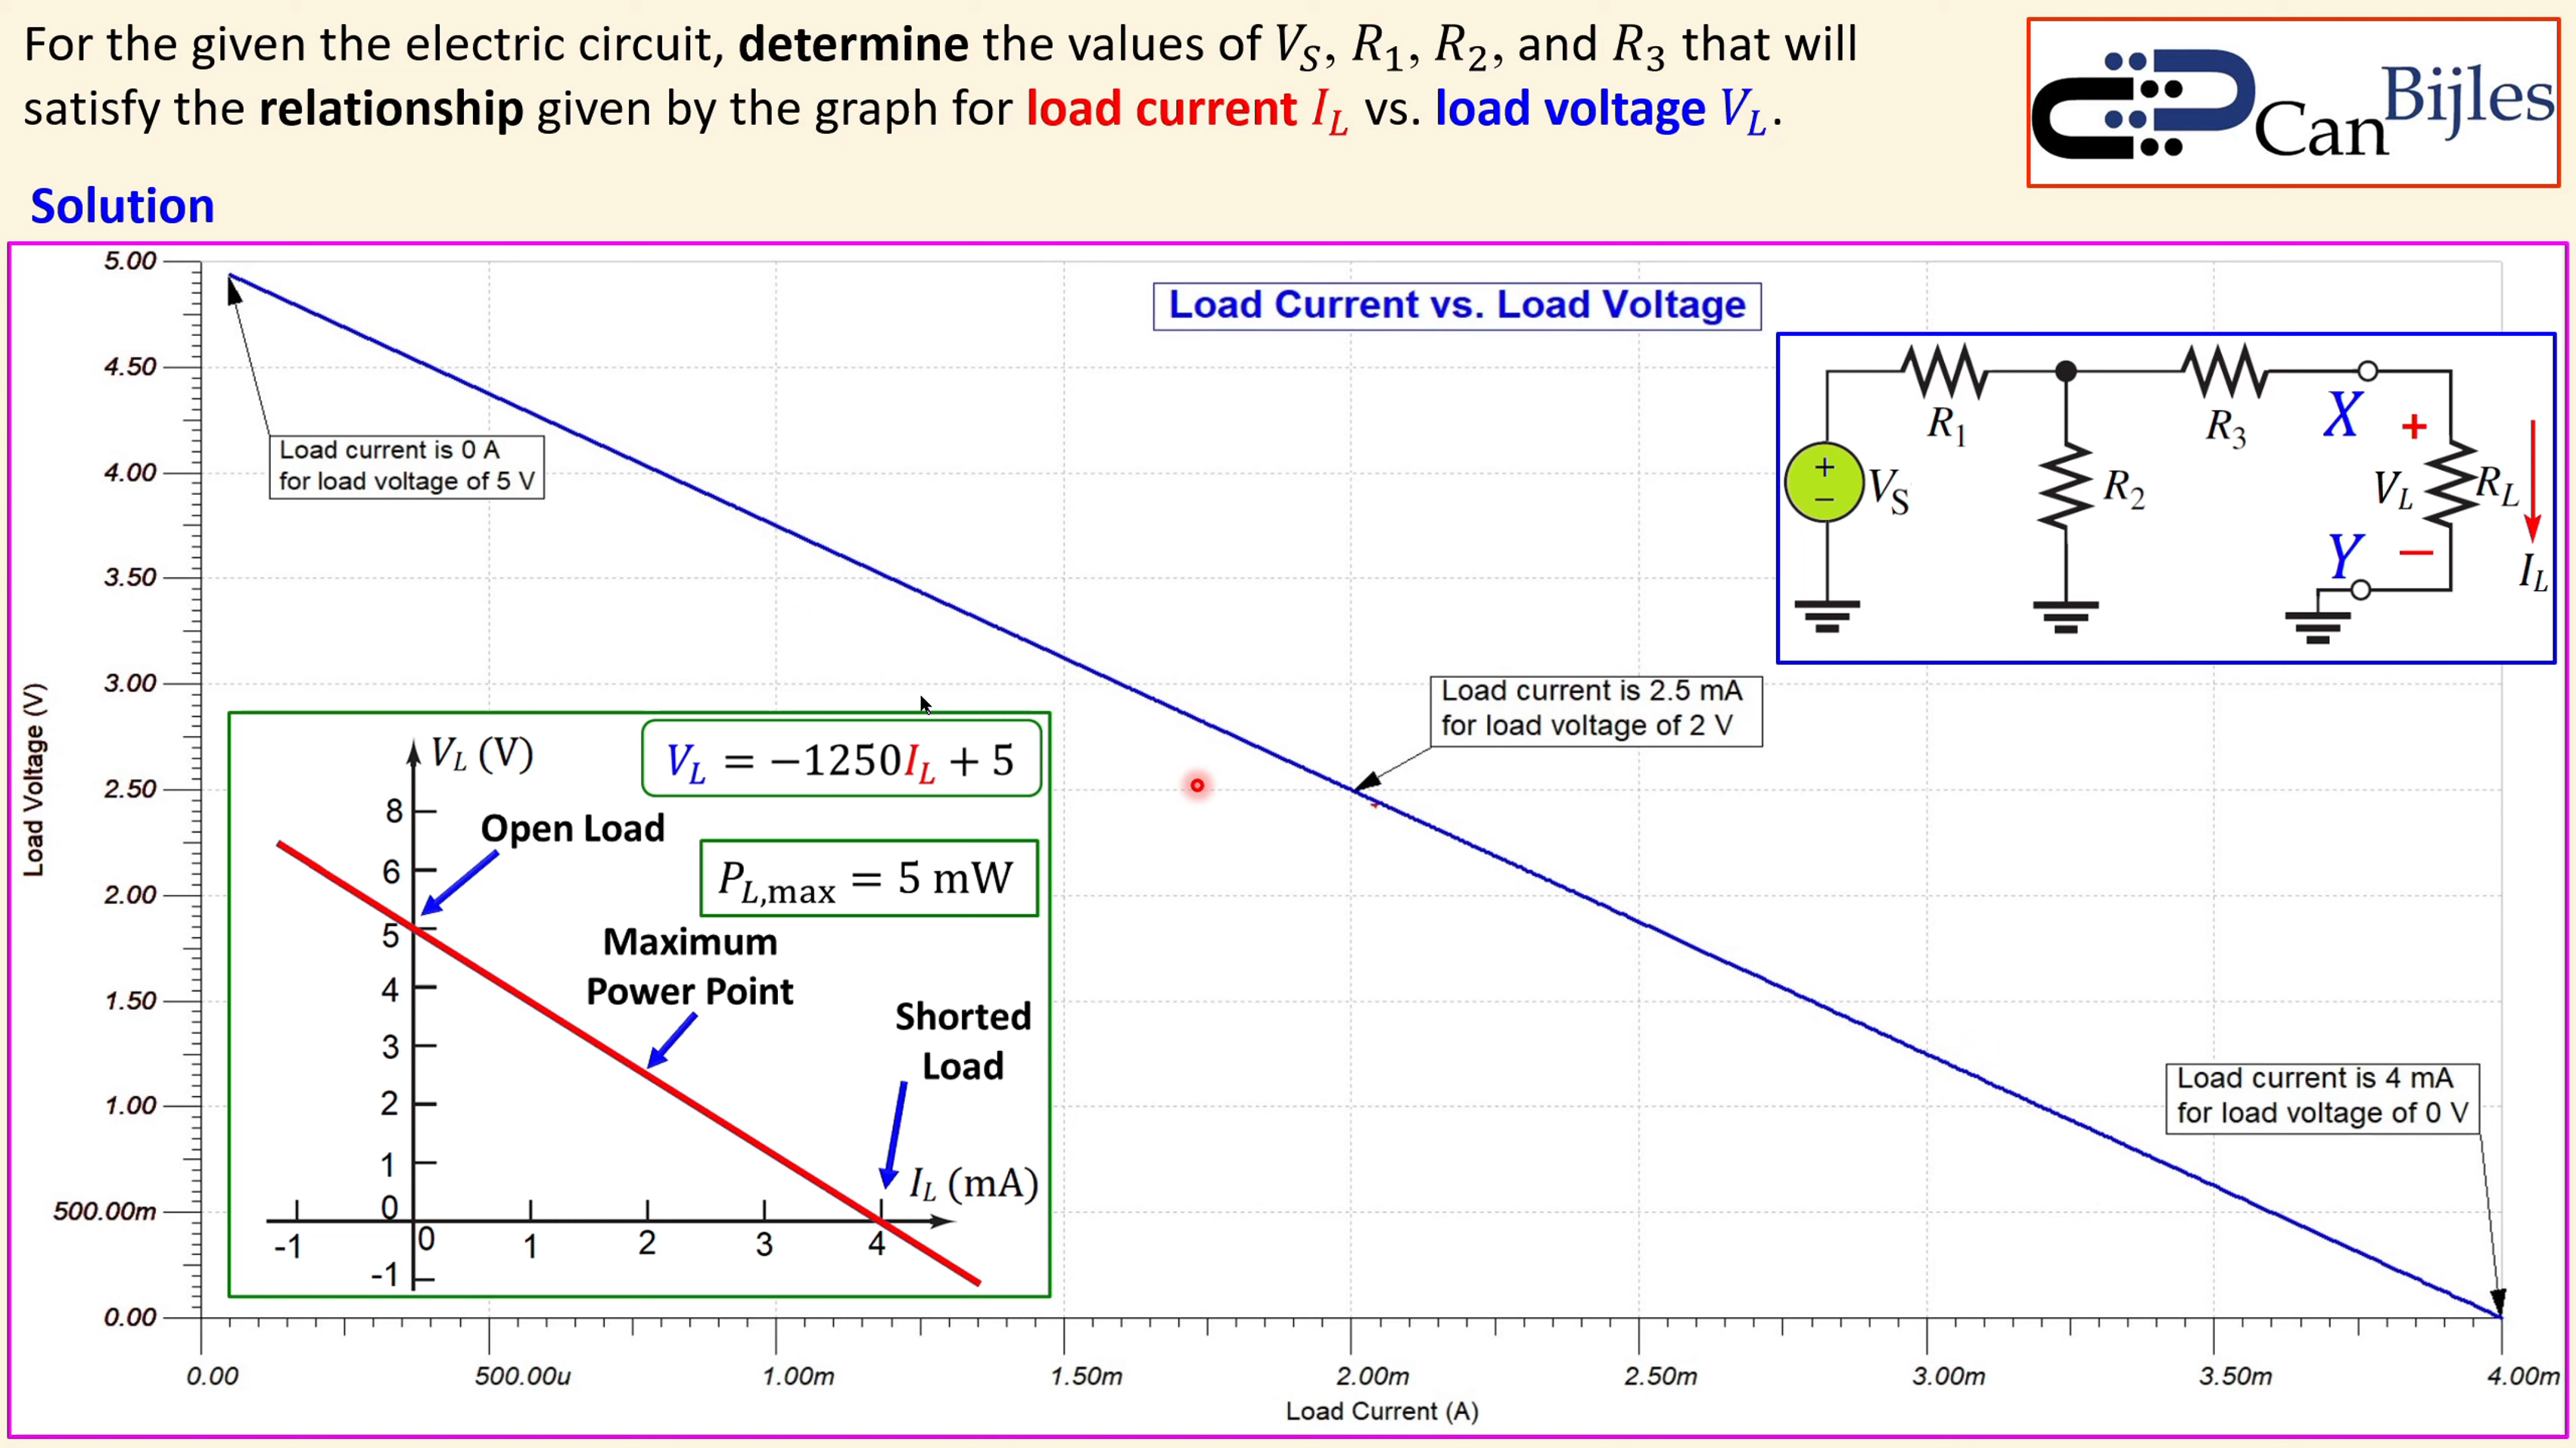 For the given the electric circuit, determine the values of V_S, R_1, R_2, and R_3 that will
satisfy the relationship given by the graph for load current I_L vs. load voltage V_L.
Can Bijles
Solution
Load Current vs. Load Voltage
5.00
4.50
4.00
3.50
3.00
2.50
2.00
1.50
1.00
500.00m
0.00
Load Voltage (V)
Load current is 0 A
for load voltage of 5 V
R_1
R_3
X
+
+
−
V_S
R_2
V_L
R_L
Y
−
I_L
Load current is 2.5 mA
for load voltage of 2 V
V_L (V)
V_L = −1250I_L + 5
8
Open Load
6
P_{L,max} = 5 mW
5
Maximum
Power Point
4
Shorted
Load
3
2
1
I_L (mA)
0
-1
0
1
2
3
4
-1
Load current is 4 mA
for load voltage of 0 V
0.00
500.00u
1.00m
1.50m
2.00m
2.50m
3.00m
3.50m
4.00m
Load Current (A)